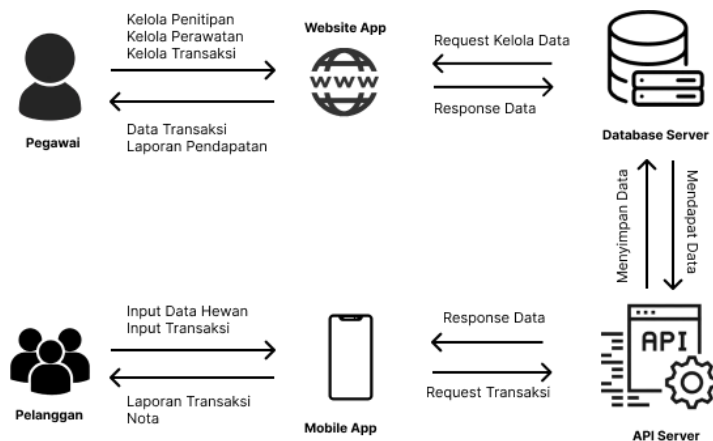 Kelola Penitipan
Kelola Perawatan
Kelola Transaksi
Website App
WWW
Request Kelola Data
Response Data
Data Transaksi
Laporan Pendapatan
Pegawai
Database Server
Menyimpan Data
Mendapat Data
Input Data Hewan
Input Transaksi
Response Data
API
Request Transaksi
Laporan Transaksi
Nota
Pelanggan
Mobile App
API Server